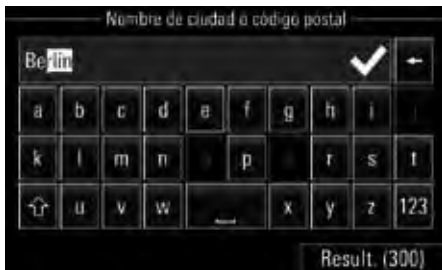 Nombre de ciudad o código postal
Berlin
a b c d e f g h i
k l m n p r s t
u v w x y z 123
Result. (300)